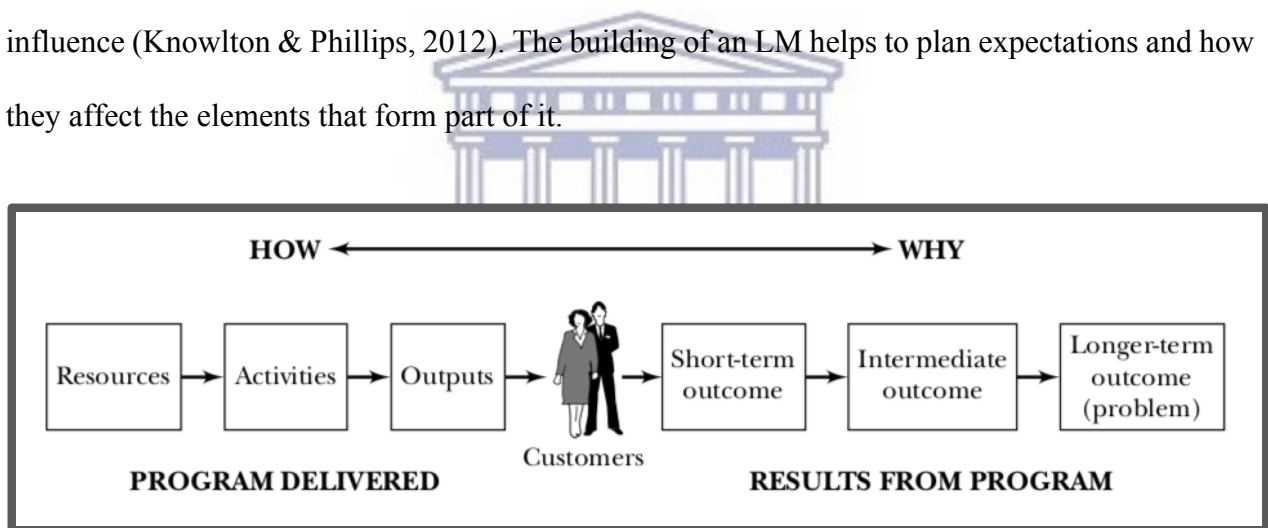 influence (Knowlton & Phillips, 2012). The building of an LM helps to plan expectations and how
they affect the elements that form part of it.
HOW WHY
Resources
Activities
Outputs
Customers
Short-term
outcome
Intermediate
outcome
Longer-term
outcome
(problem)
PROGRAM DELIVERED
RESULTS FROM PROGRAM